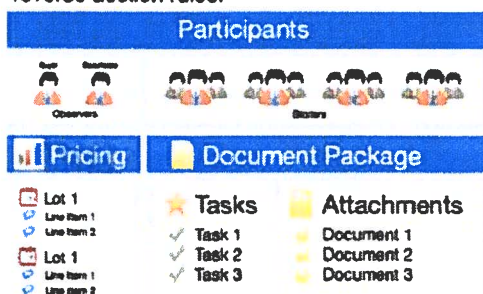 reverse auction rules.
Participants
Observers
Bidders
Pricing
Document Package
Lot 1
Line Item 1
Line Item 2
Lot 1
Line Item 1
Line Item 2
Tasks
Task 1
Task 2
Task 3
Attachments
Document 1
Document 2
Document 3